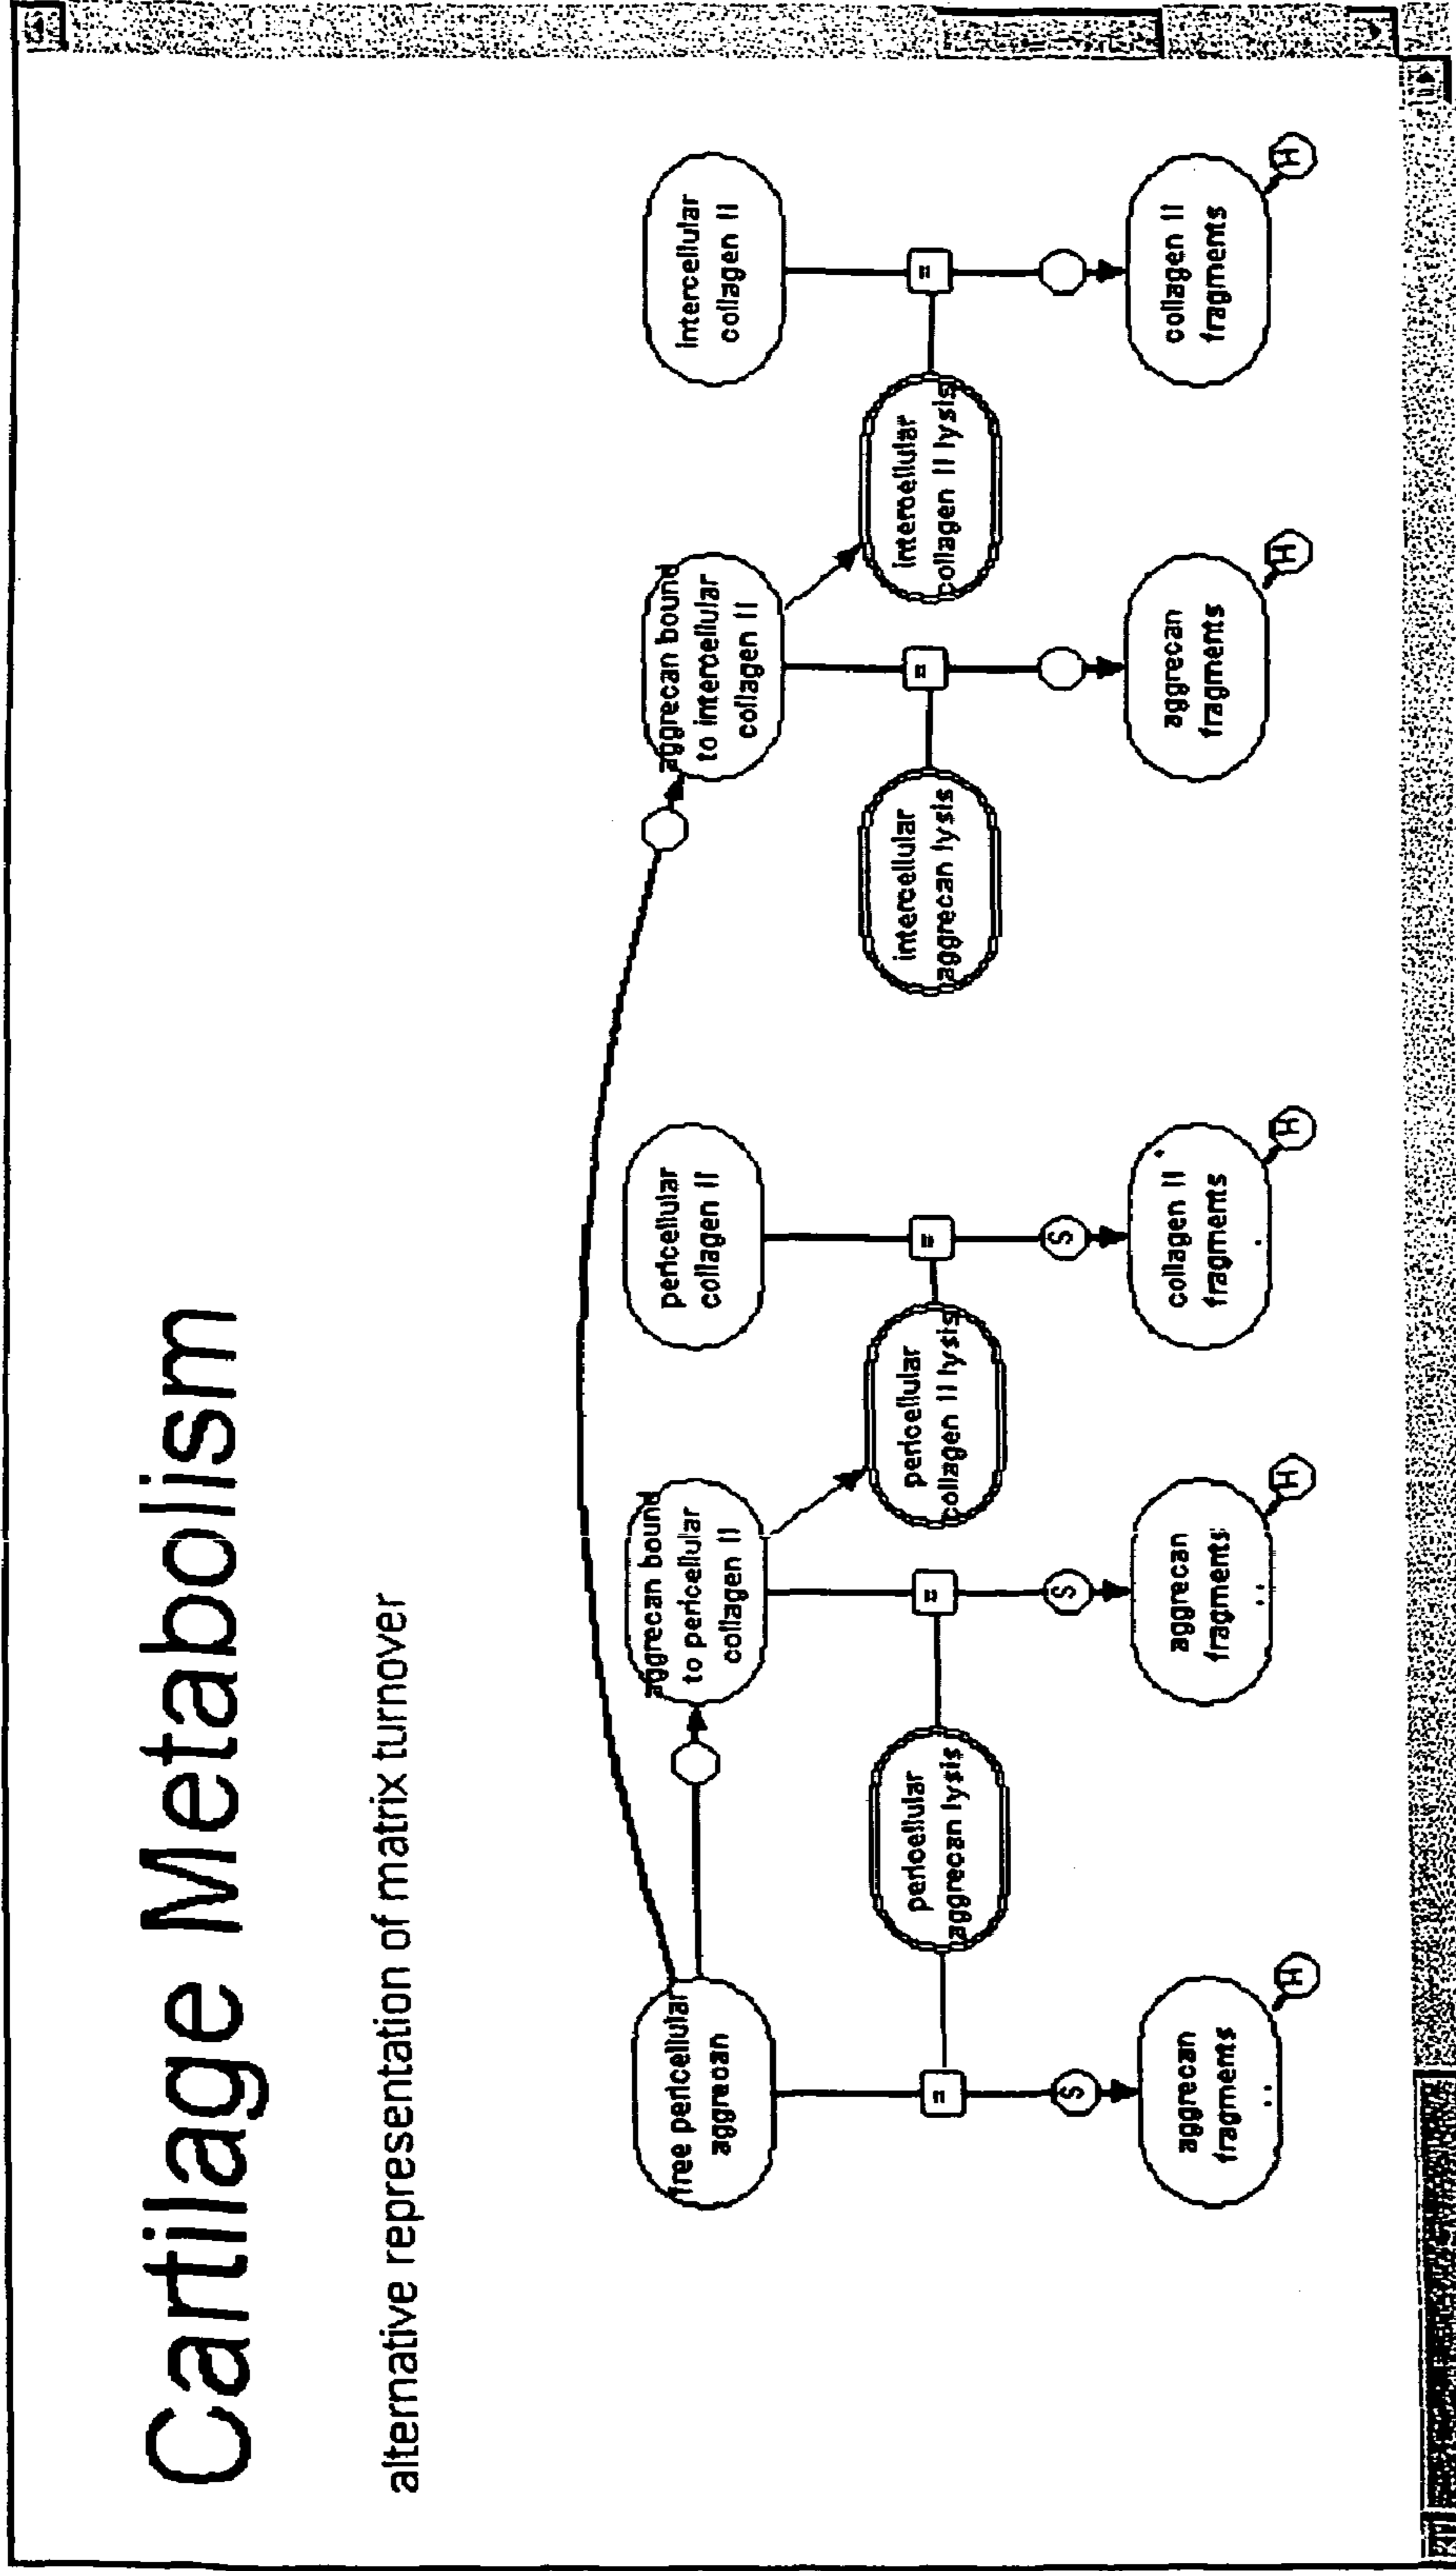 Cartilage Metabolism
alternative representation of matrix turnover
free pericellular
aggrecan
aggrecan bound
to pericellular
collagen II
pericellular
collagen II
aggrecan bound
to intercellular
collagen II
intercellular
collagen II
=
pericellular
aggrecan lysis
=
pericellular
collagen II lysis
=
intercellular
aggrecan lysis
=
intercellular
collagen II lysis
=
S
S
S
aggrecan
fragments
..
H
aggrecan
fragments
..
H
collagen II
fragments
.
H
aggrecan
fragments
H
collagen II
fragments
H